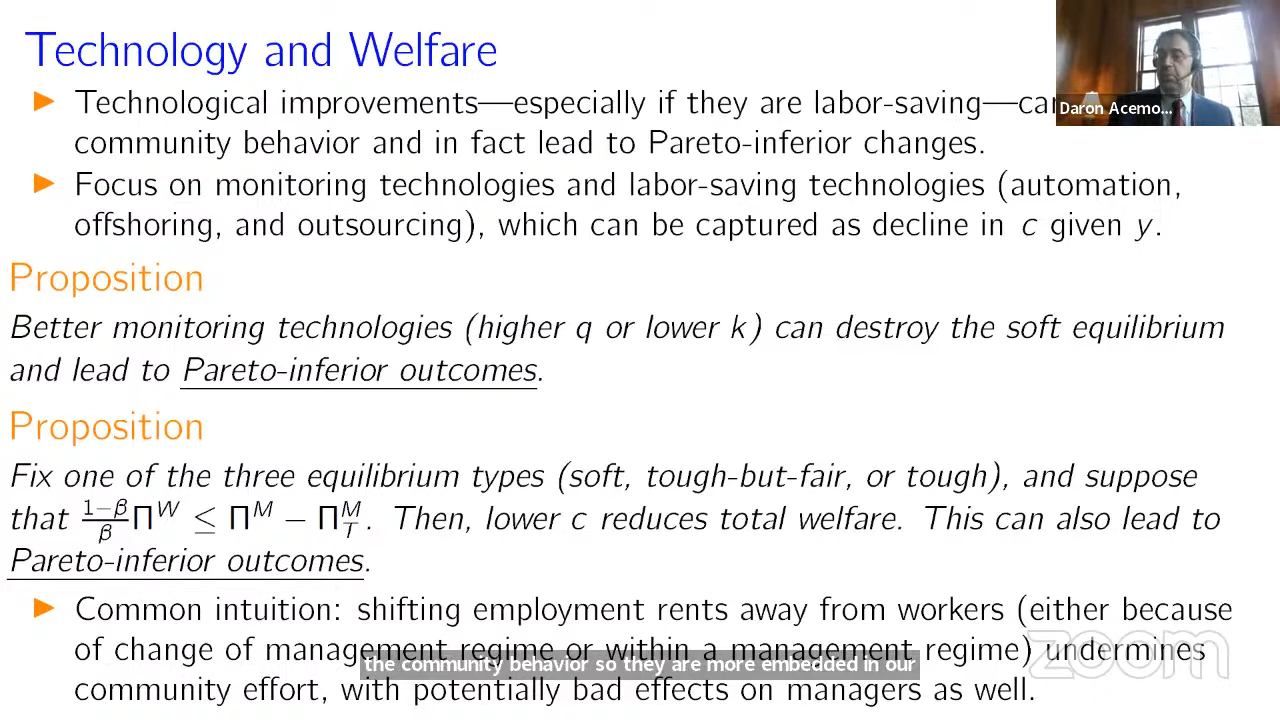 Technology and Welfare
Daron Acemo...
▶ Technological improvements—especially if they are labor-saving—can
community behavior and in fact lead to Pareto-inferior changes.
▶ Focus on monitoring technologies and labor-saving technologies (automation,
offshoring, and outsourcing), which can be captured as decline in c given y.
Proposition
Better monitoring technologies (higher q or lower k) can destroy the soft equilibrium
and lead to Pareto-inferior outcomes.
Proposition
Fix one of the three equilibrium types (soft, tough-but-fair, or tough), and suppose
that (1−β)/β Π^W ≤ Π^M − Π^M_T. Then, lower c reduces total welfare. This can also lead to
Pareto-inferior outcomes.
▶ Common intuition: shifting employment rents away from workers (either because
of change of management regime or within a management regime) undermines
zoom
the community behavior so they are more embedded in our
community effort, with potentially bad effects on managers as well.